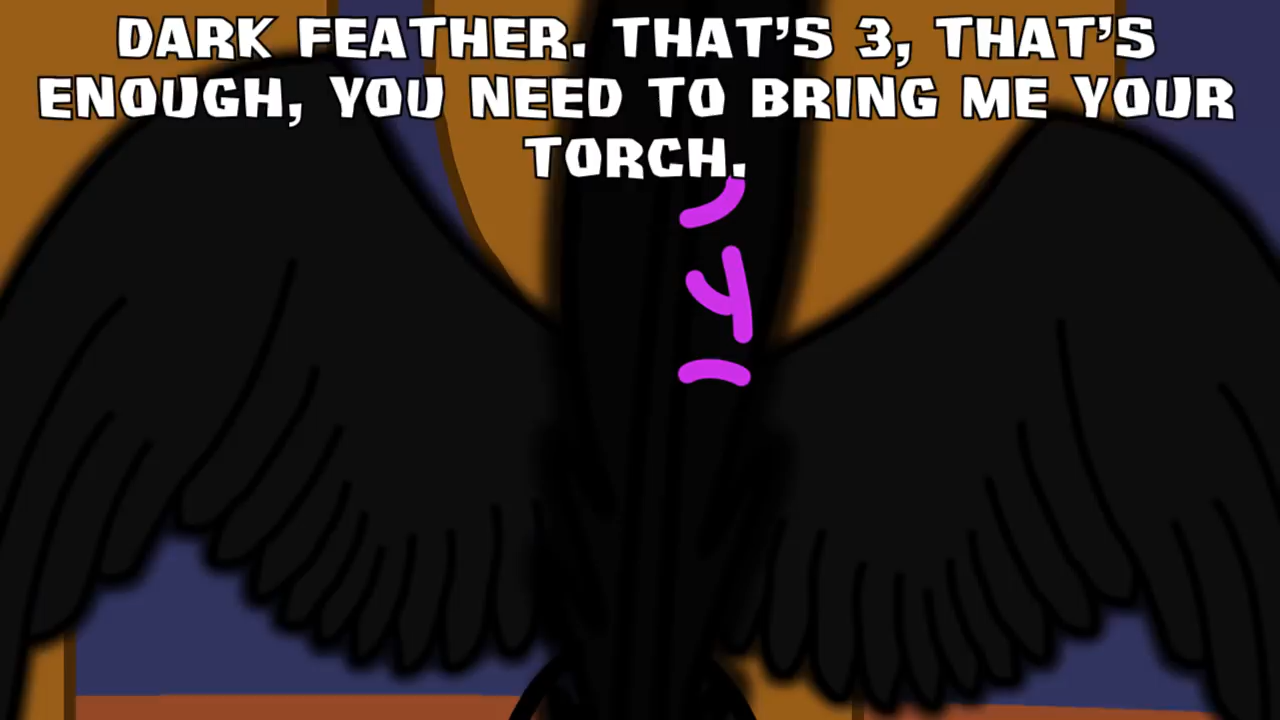 DARK FEATHER. THAT'S 3, THAT'S
ENOUGH, YOU NEED TO BRING ME YOUR
TORCH.